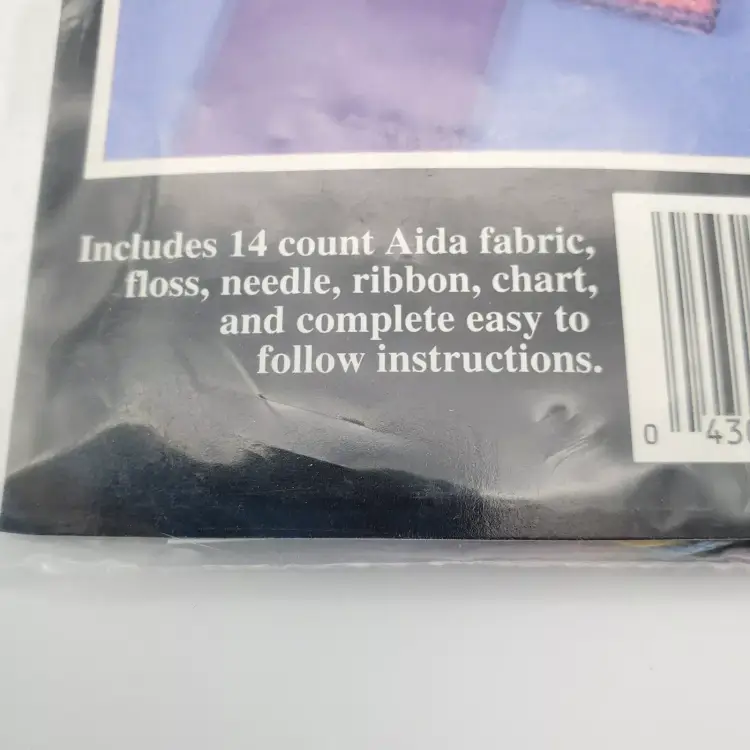 Includes 14 count Aida fabric,
floss, needle, ribbon, chart,
and complete easy to
follow instructions.
0 43